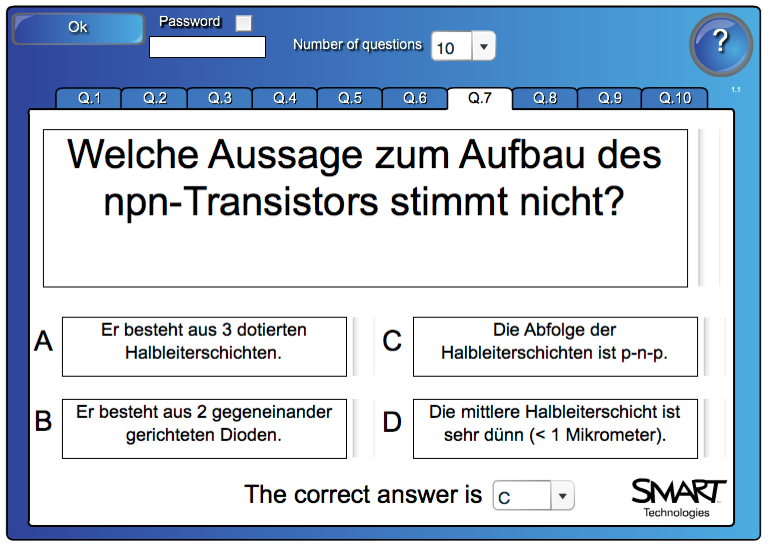 Ok
Password
Number of questions 10
?
1.1
Q.1 Q.2 Q.3 Q.4 Q.5 Q.6 Q.7 Q.8 Q.9 Q.10
Welche Aussage zum Aufbau des
npn-Transistors stimmt nicht?
A
Er besteht aus 3 dotierten
Halbleiterschichten.
C
Die Abfolge der
Halbleiterschichten ist p-n-p.
B
Er besteht aus 2 gegeneinander
gerichteten Dioden.
D
Die mittlere Halbleiterschicht ist
sehr dünn (< 1 Mikrometer).
The correct answer is C
SMART
Technologies